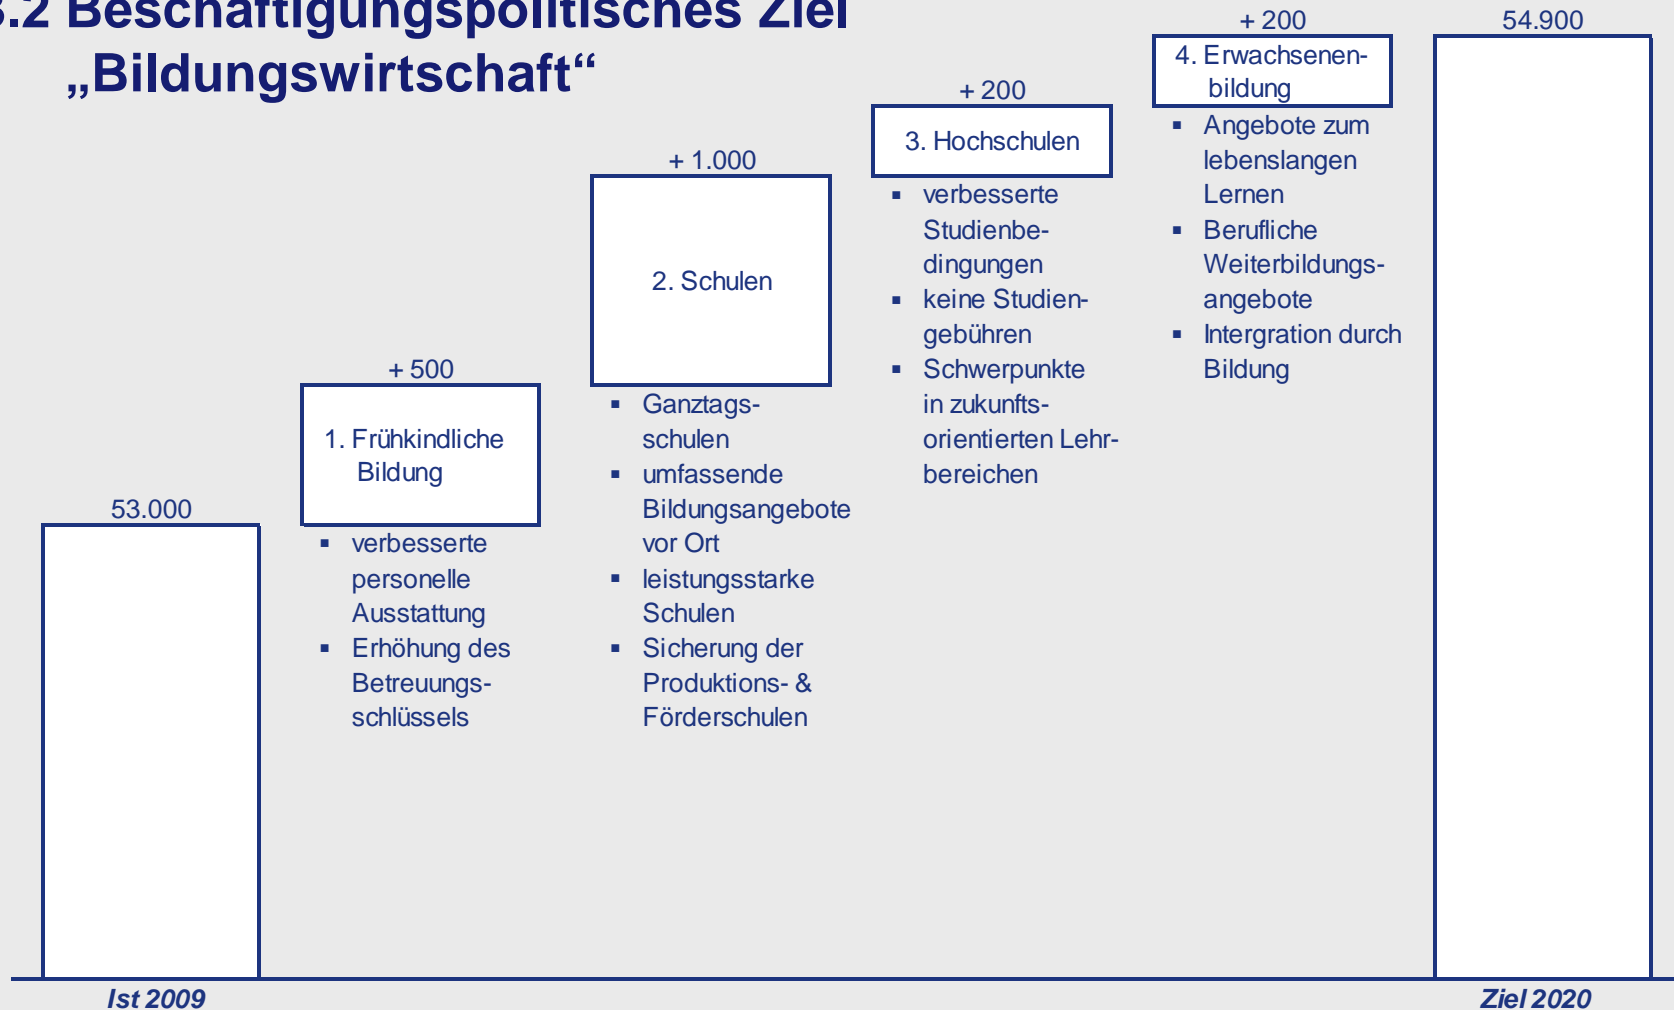 3.2 Beschäftigungspolitisches Ziel
„Bildungswirtschaft“
53.000
Ist 2009
+ 500
1. Frühkindliche
Bildung
▪ verbesserte
personelle
Ausstattung
▪ Erhöhung des
Betreuungs-
schlüssels
+ 1.000
2. Schulen
▪ Ganztags-
schulen
▪ umfassende
Bildungsangebote
vor Ort
▪ leistungsstarke
Schulen
▪ Sicherung der
Produktions- &
Förderschulen
+ 200
3. Hochschulen
▪ verbesserte
Studienbe-
dingungen
▪ keine Studien-
gebühren
▪ Schwerpunkte
in zukunfts-
orientierten Lehr-
bereichen
+ 200
4. Erwachsenen-
bildung
▪ Angebote zum
lebenslangen
Lernen
▪ Berufliche
Weiterbildungs-
angebote
▪ Intergration durch
Bildung
54.900
Ziel 2020